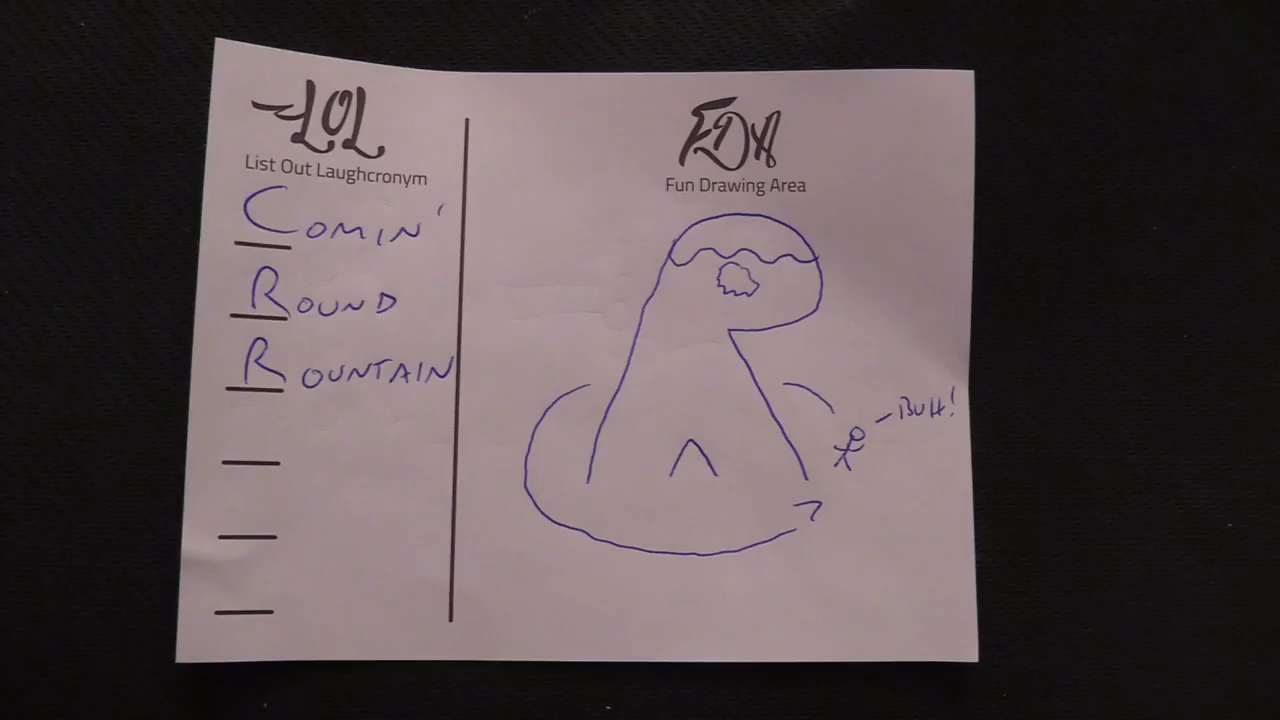 LOL
List Out Laughcronym
COMIN'
ROUND
ROUNTAIN
FDA
Fun Drawing Area
BUH!